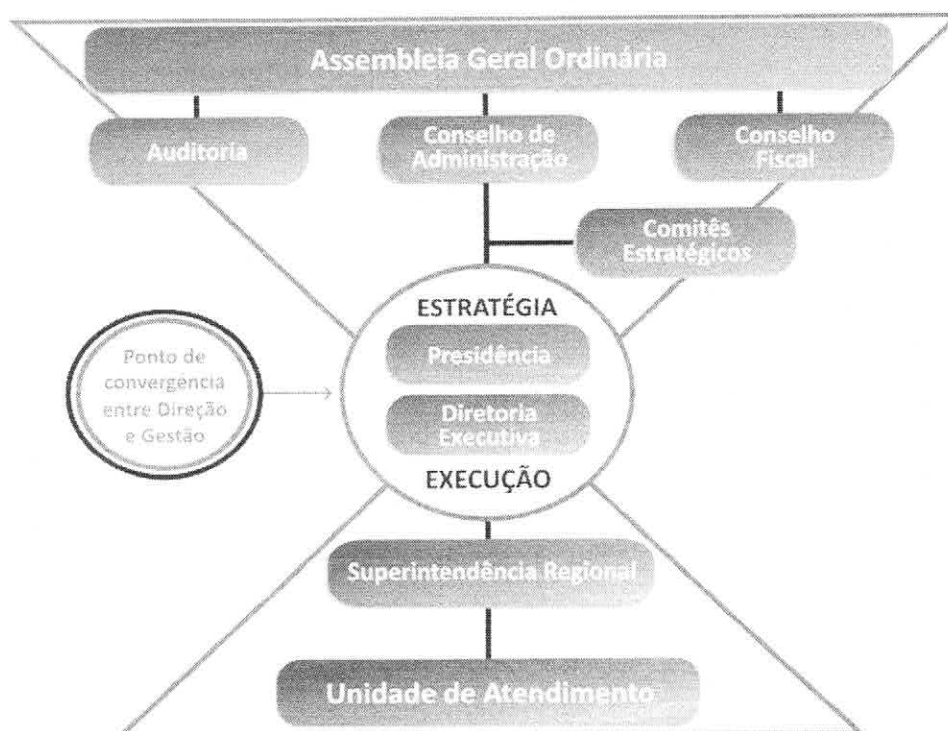 Assembleia Geral Ordinária
Auditoria
Conselho de
Administração
Conselho
Fiscal
Comitês
Estratégicos
ESTRATÉGIA
Presidência
Diretoria
Executiva
EXECUÇÃO
Ponto de
convergência
entre Direção
e Gestão
Superintendência Regional
Unidade de Atendimento